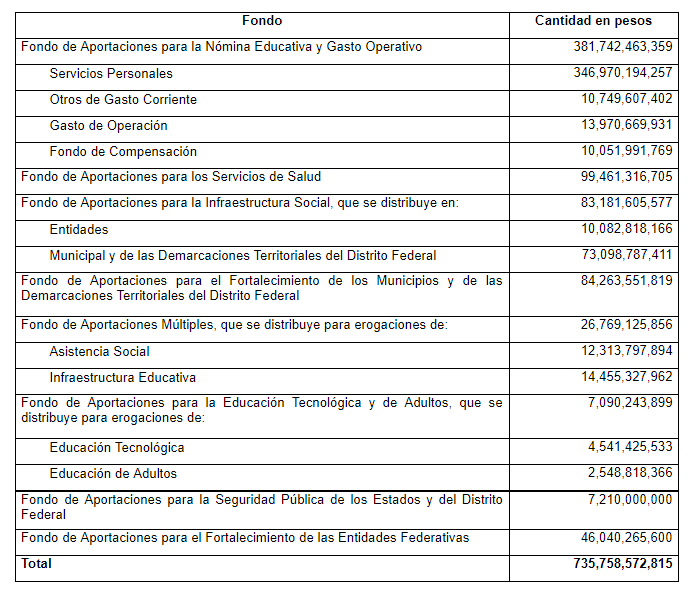 Fondo Cantidad en pesos
Fondo de Aportaciones para la Nómina Educativa y Gasto Operativo 381,742,463,359
Servicios Personales 346,970,194,257
Otros de Gasto Corriente 10,749,607,402
Gasto de Operación 13,970,669,931
Fondo de Compensación 10,051,991,769
Fondo de Aportaciones para los Servicios de Salud 99,461,316,705
Fondo de Aportaciones para la Infraestructura Social, que se distribuye en: 83,181,605,577
Entidades 10,082,818,166
Municipal y de las Demarcaciones Territoriales del Distrito Federal 73,098,787,411
Fondo de Aportaciones para el Fortalecimiento de los Municipios y de las 84,263,551,819
Demarcaciones Territoriales del Distrito Federal
Fondo de Aportaciones Múltiples, que se distribuye para erogaciones de: 26,769,125,856
Asistencia Social 12,313,797,894
Infraestructura Educativa 14,455,327,962
Fondo de Aportaciones para la Educación Tecnológica y de Adultos, que se 7,090,243,899
distribuye para erogaciones de:
Educación Tecnológica 4,541,425,533
Educación de Adultos 2,548,818,366
Fondo de Aportaciones para la Seguridad Pública de los Estados y del Distrito 7,210,000,000
Federal
Fondo de Aportaciones para el Fortalecimiento de las Entidades Federativas 46,040,265,600
Total 735,758,572,815